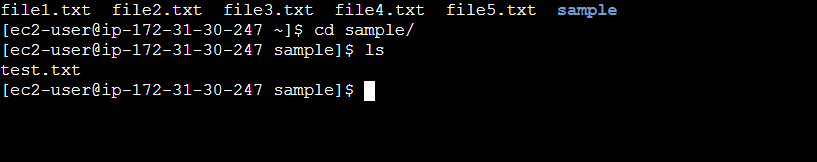 file1.txt  file2.txt  file3.txt  file4.txt  file5.txt  sample
[ec2-user@ip-172-31-30-247 ~]$ cd sample/
[ec2-user@ip-172-31-30-247 sample]$ ls
test.txt
[ec2-user@ip-172-31-30-247 sample]$